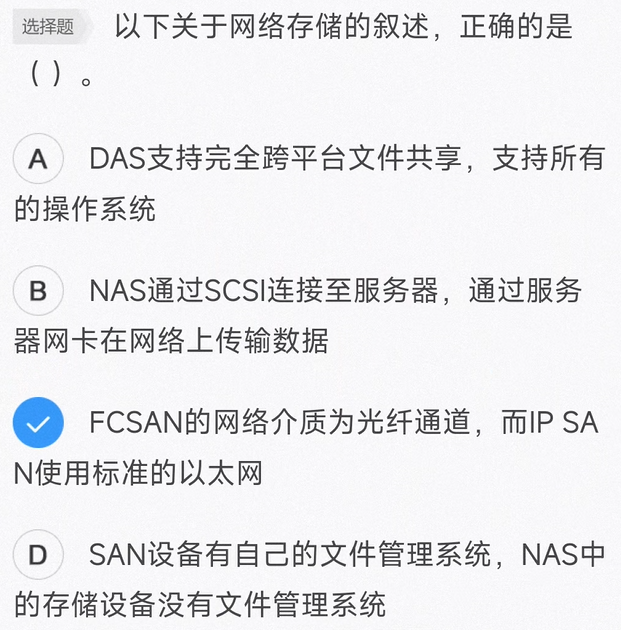 选择题 以下关于网络存储的叙述，正确的是
（ ）。
A DAS支持完全跨平台文件共享，支持所有
的操作系统
B NAS通过SCSI连接至服务器，通过服务
器网卡在网络上传输数据
FCSAN的网络介质为光纤通道，而IP SA
N使用标准的以太网
D SAN设备有自己的文件管理系统，NAS中
的存储设备没有文件管理系统